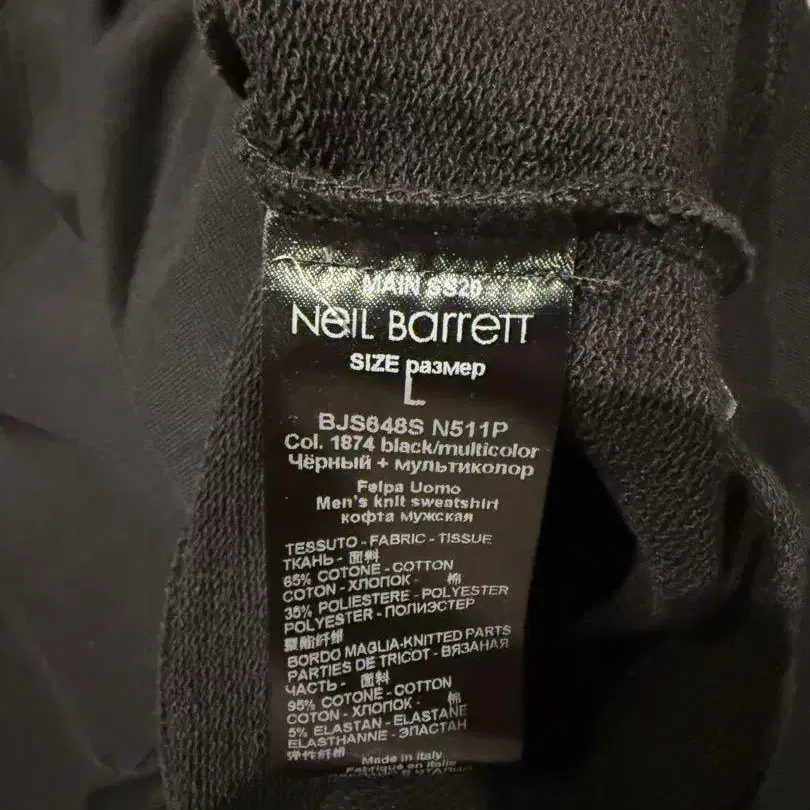 MAIN SS20
NEIL BARRETT
SIZE размер
L
BJS648S N511P
Col. 1874 black/multicolor
Чёрный + мультиколор
Felpa Uomo
Men's knit sweatshirt
кофта мужская
TESSUTO - FABRIC - TISSUE
ТКАНЬ - 面料
65% COTONE - COTTON
COTON - ХЛОПОК - 棉
35% POLIESTERE - POLYESTER
POLYESTER - ПОЛИЭСТЕР
聚酯纤维
BORDO MAGLIA-KNITTED PARTS
PARTIES DE TRICOT - ВЯЗАНАЯ
ЧАСТЬ - 面料
95% COTONE - COTTON
COTON - ХЛОПОК - 棉
5% ELASTAN - ELASTANE
ELASTHANNE - ЭЛАСТАН
弹性纤维
Made in Italy
Fabriqué en Italie